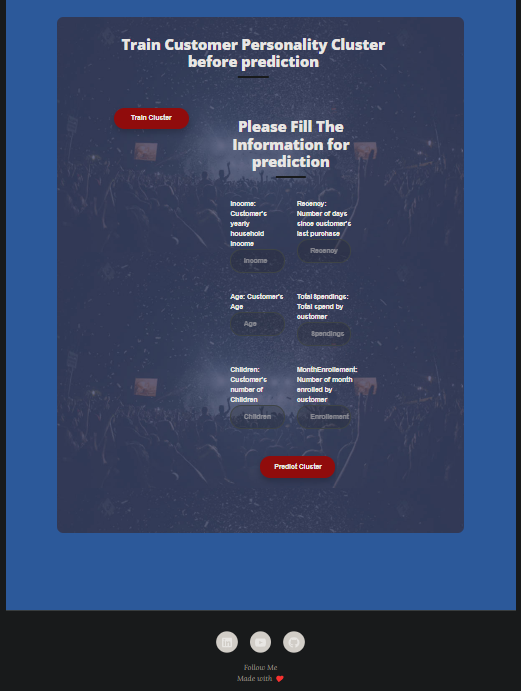 Train Customer Personality Cluster
before prediction
Train Cluster
Please Fill The
Information for
prediction
Income:
Customer's
yearly
household
income
Income
Recency:
Number of days
since customer's
last purchase
Recency
Age: Customer's
Age
Age
Total Spendings:
Total spend by
customer
Spendings
Children:
Customer's
number of
Children
Children
MonthEnrollement:
Number of month
enrolled by
customer
Enrollement
Predict Cluster
Follow Me
Made with